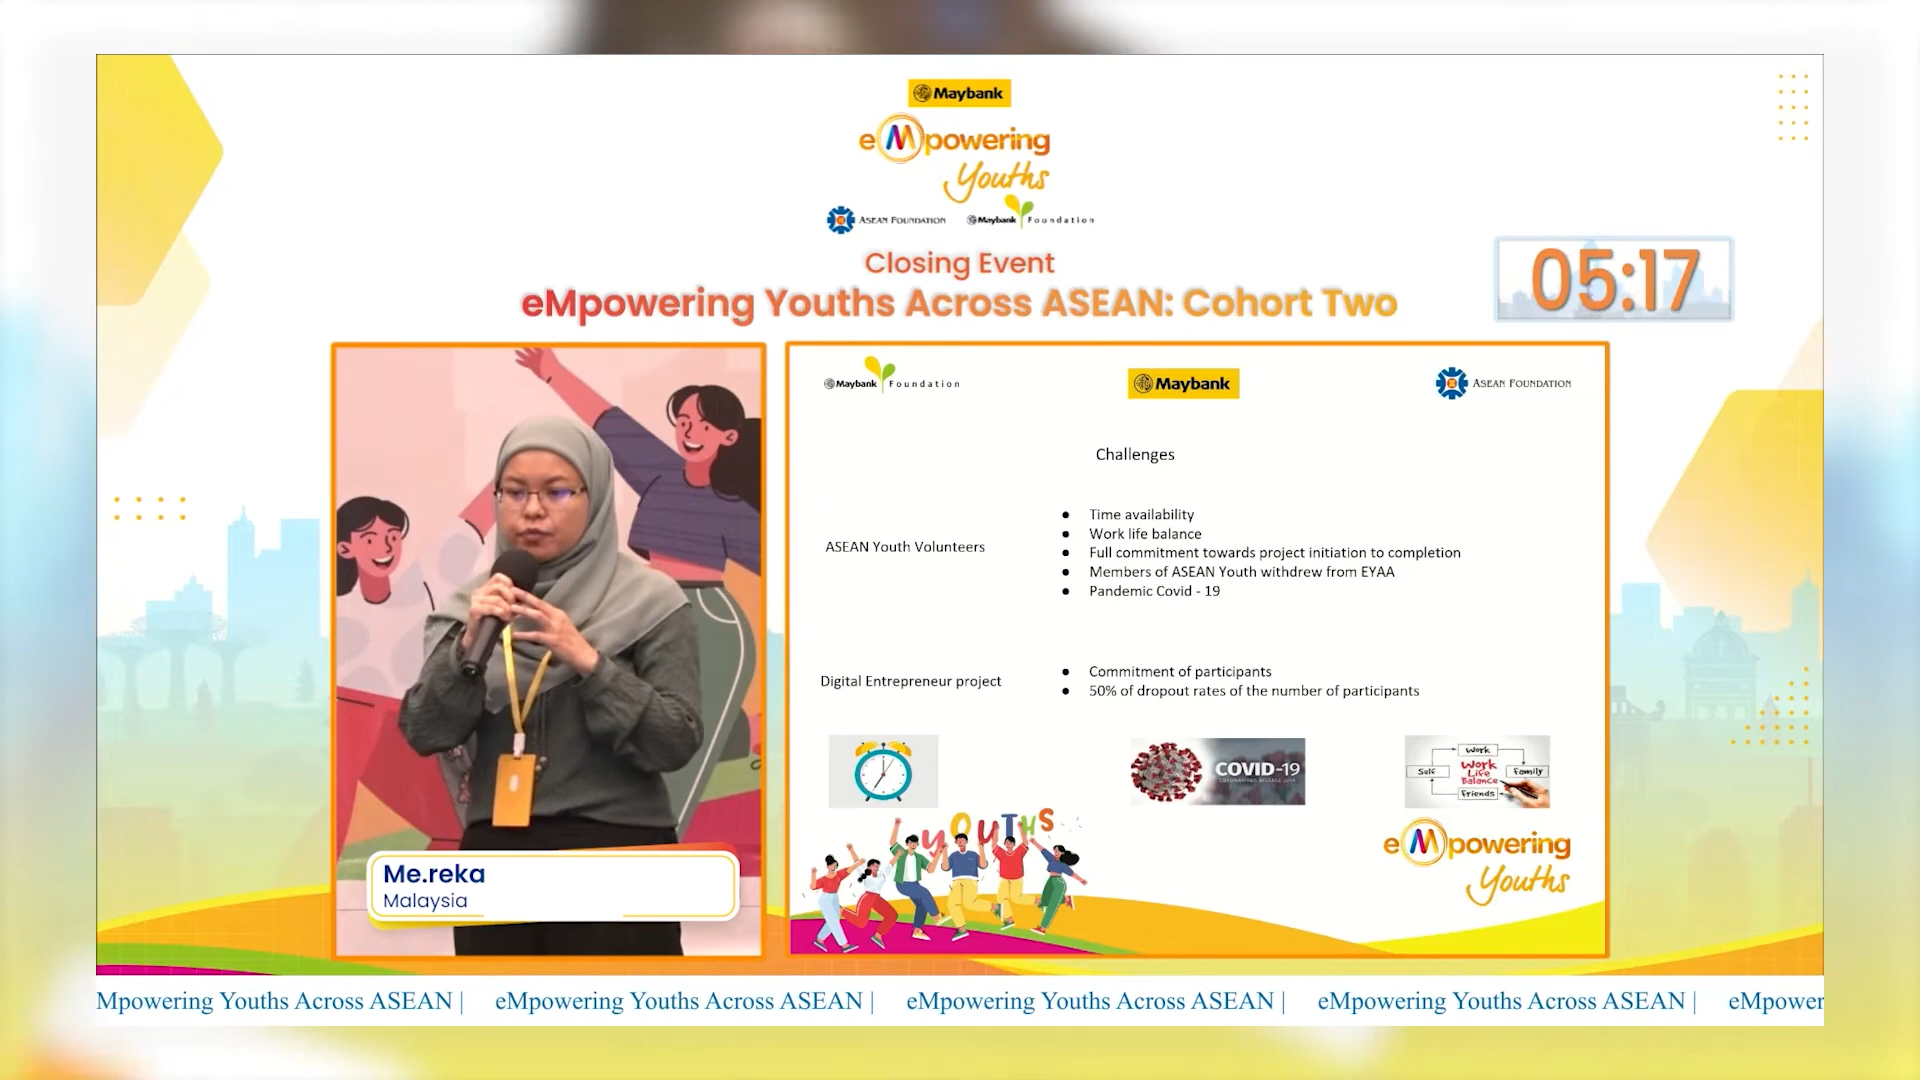 Maybank
eMpowering
Youths
ASEAN FOUNDATION
Maybank Foundation
Closing Event
eMpowering Youths Across ASEAN: Cohort Two
05:17
Maybank Foundation
Maybank
ASEAN FOUNDATION
Challenges
ASEAN Youth Volunteers
● Time availability
● Work life balance
● Full commitment towards project initiation to completion
● Members of ASEAN Youth withdrew from EYAA
● Pandemic Covid - 19
Digital Entrepreneur project
● Commitment of participants
● 50% of dropout rates of the number of participants
COVID-19
Work
Self
Work
Life
Balance
Family
Friends
YOUTHS
eMpowering
Youths
Me.reka
Malaysia
Mpowering Youths Across ASEAN | eMpowering Youths Across ASEAN | eMpowering Youths Across ASEAN | eMpowering Youths Across ASEAN | eMpower